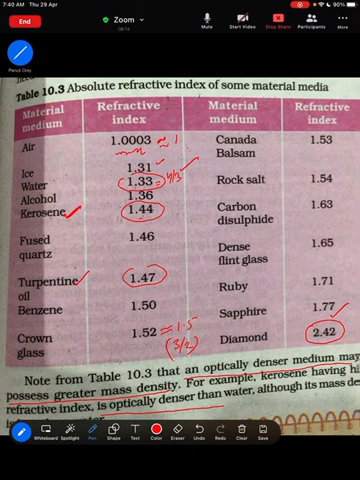 7:40 AM Thu 9 Apr
90%
End
Zoom
Mute
Start Video
Stop Share
Participants
More
Pencil Only
Table 10.3 Absolute refractive index of some material media
Material medium
Refractive index
Material medium
Refractive index
Air
1.0003 ≈ 1
Canada Balsam
1.53
Ice
1.31
Water
1.33 = 4/3
Rock salt
1.54
Alcohol
1.36
Kerosene
1.44
Carbon disulphide
1.63
Fused quartz
1.46
Dense flint glass
1.65
Turpentine oil
1.47
Ruby
1.71
Benzene
1.50
Sapphire
1.77
Crown glass
1.52 ≈ 1.5
(3/2)
Diamond
2.42
Note from Table 10.3 that an optically denser medium may
possess greater mass density. For example, kerosene having hi
refractive index, is optically denser than water, although its mass de
Whiteboard
Spotlight
Pen
Shape
Text
Color
Eraser
Undo
Redo
Clear
Save